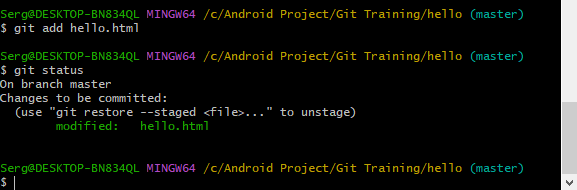 Serg@DESKTOP-BN834QL MINGW64 /c/Android Project/Git Training/hello (master)
$ git add hello.html
Serg@DESKTOP-BN834QL MINGW64 /c/Android Project/Git Training/hello (master)
$ git status
On branch master
Changes to be committed:
  (use "git restore --staged <file>..." to unstage)
        modified:   hello.html
Serg@DESKTOP-BN834QL MINGW64 /c/Android Project/Git Training/hello (master)
$